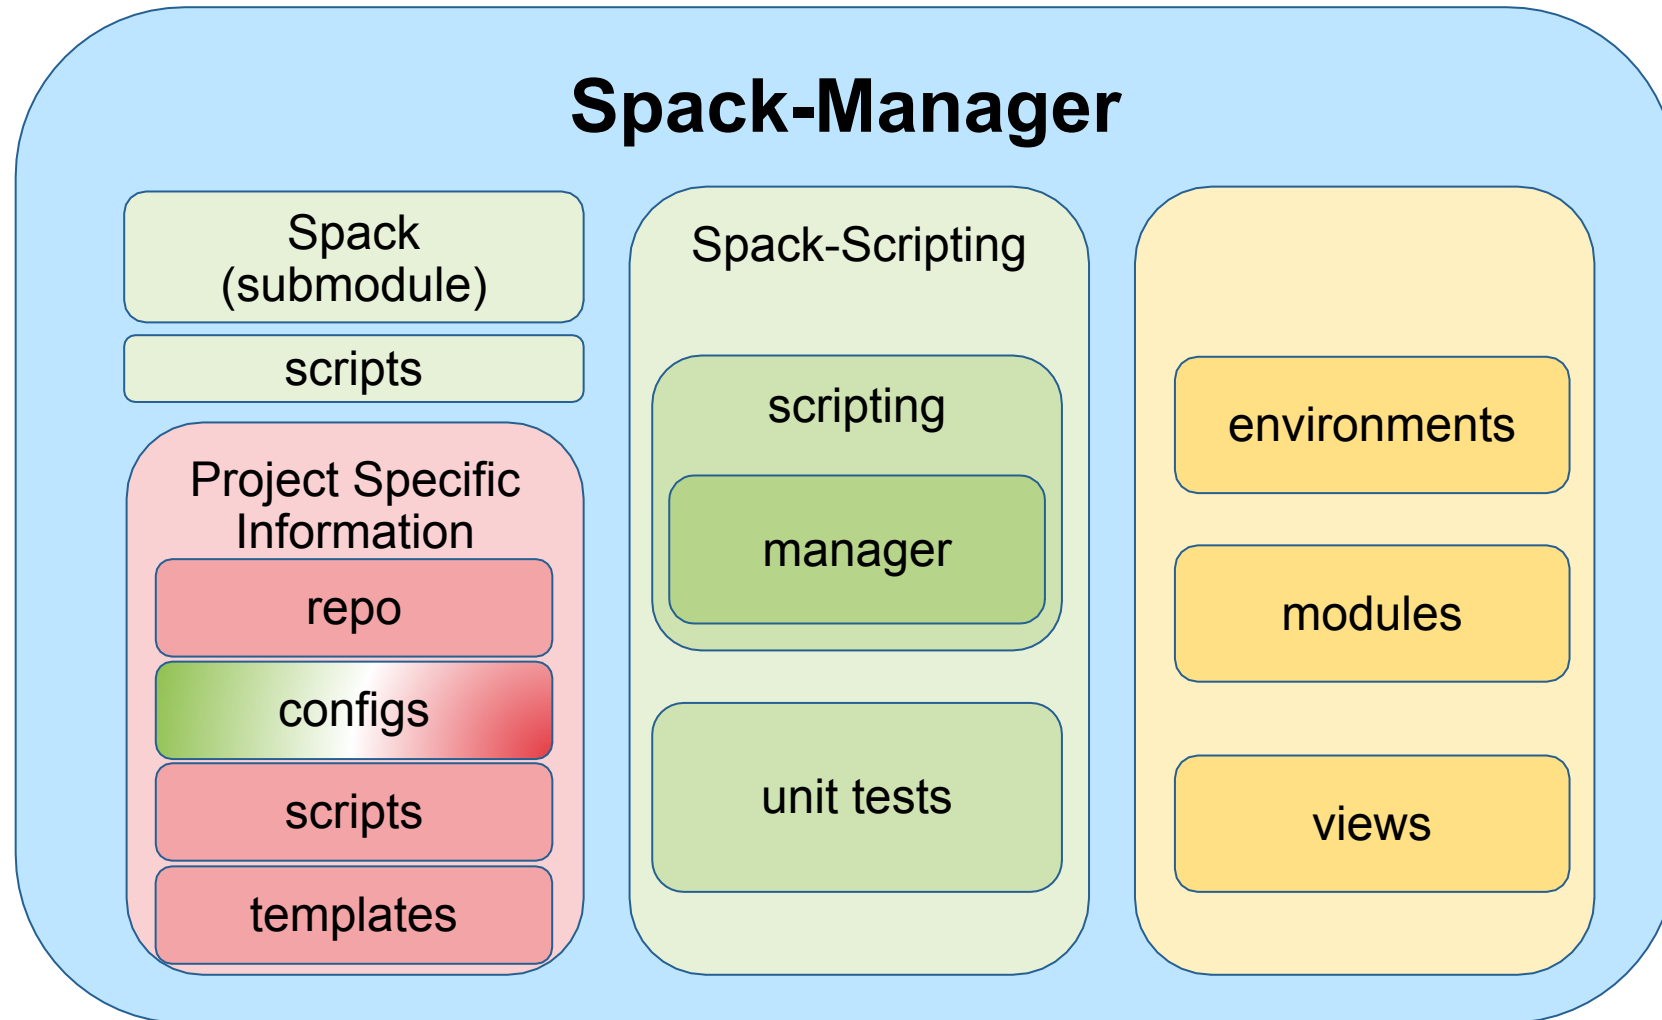 Spack-Manager
Spack
(submodule)
scripts
Project Specific
Information
repo
configs
scripts
templates
Spack-Scripting
scripting
manager
unit tests
environments
modules
views